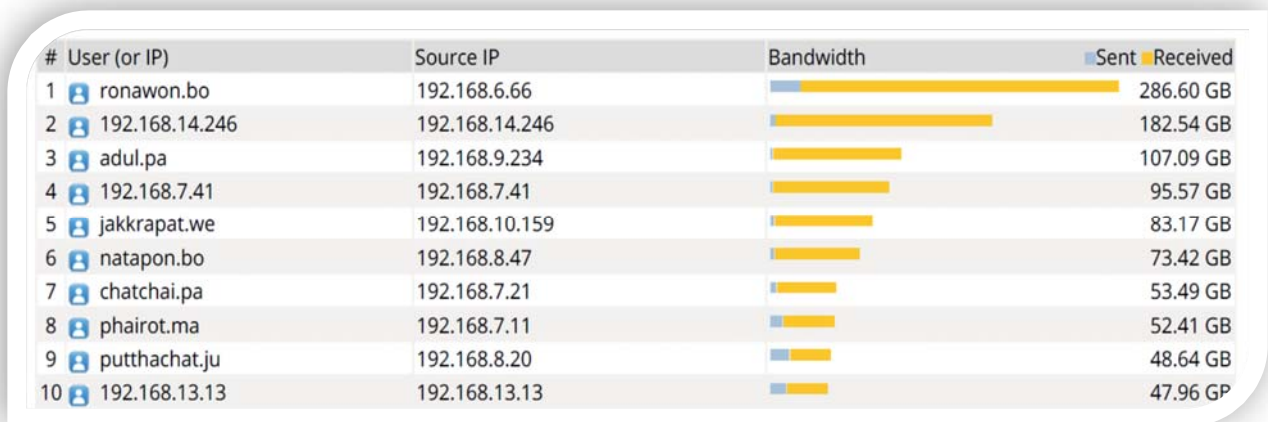 # User (or IP) Source IP Bandwidth Sent Received
1 ronawon.bo 192.168.6.66 286.60 GB
2 192.168.14.246 192.168.14.246 182.54 GB
3 adul.pa 192.168.9.234 107.09 GB
4 192.168.7.41 192.168.7.41 95.57 GB
5 jakkrapat.we 192.168.10.159 83.17 GB
6 natapon.bo 192.168.8.47 73.42 GB
7 chatchai.pa 192.168.7.21 53.49 GB
8 phairot.ma 192.168.7.11 52.41 GB
9 putthachat.ju 192.168.8.20 48.64 GB
10 192.168.13.13 192.168.13.13 47.96 GB